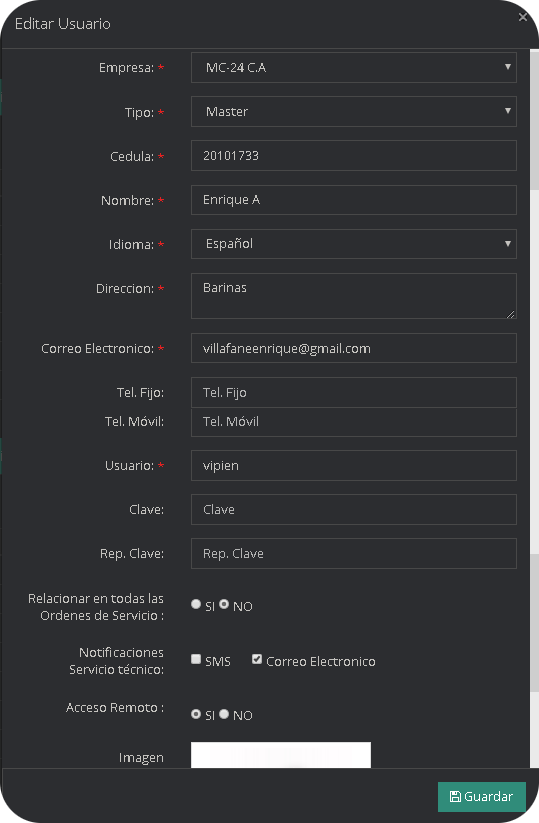 Editar Usuario ×
Empresa: * MC-24 C.A
Tipo: * Master
Cedula: * 20101733
Nombre: * Enrique A
Idioma: * Español
Direccion: * Barinas
Correo Electronico: * villafaneenrique@gmail.com
Tel. Fijo: Tel. Fijo
Tel. Móvil: Tel. Móvil
Usuario: * vipien
Clave: Clave
Rep. Clave: Rep. Clave
Relacionar en todas las
Ordenes de Servicio : SI NO
Notificaciones
Servicio técnico: SMS Correo Electronico
Acceso Remoto : SI NO
Imagen
Guardar